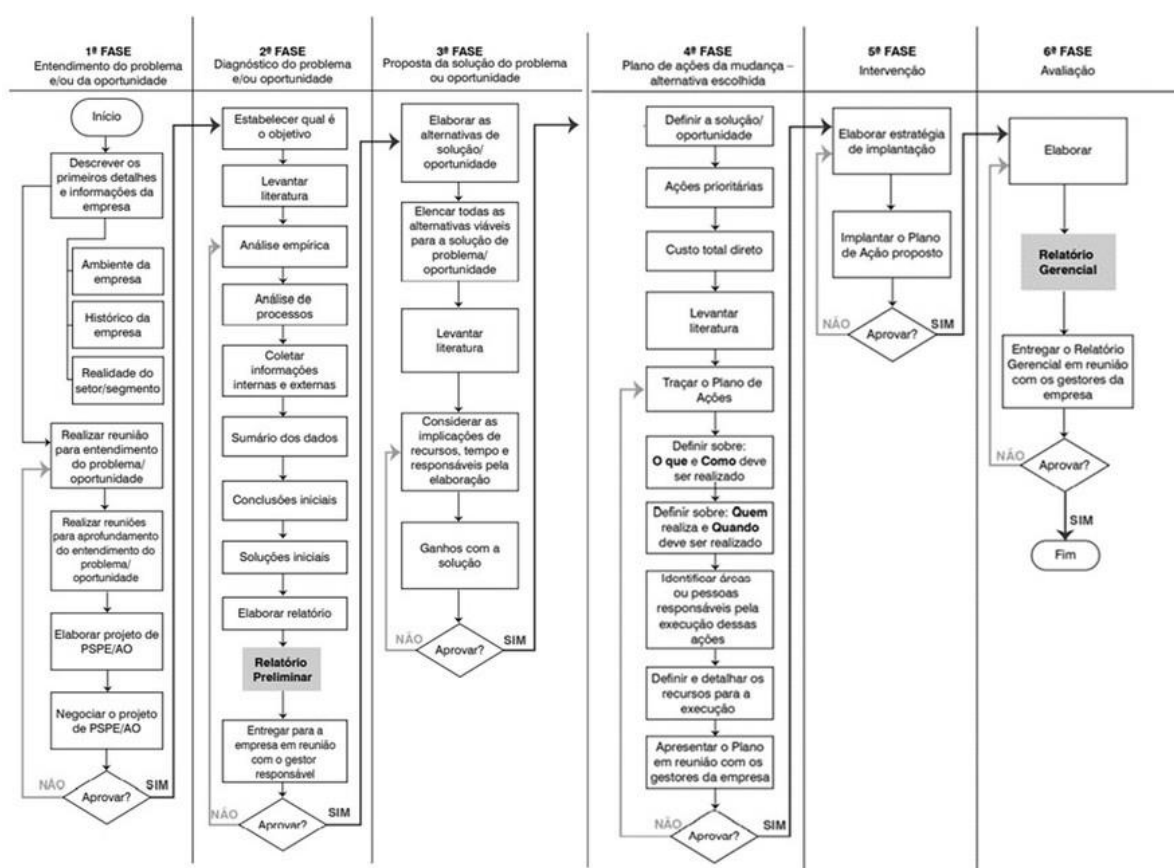 1ª FASE
Entendimento do problema
e/ou da oportunidade
Início
Descrever os
primeiros detalhes
e informações da
empresa
Ambiente da
empresa
Histórico da
empresa
Realidade do
setor/segmento
Realizar reunião
para entendimento
do problema/
oportunidade
Realizar reuniões
para aprofundamento
do entendimento do
problema/
oportunidade
Elaborar projeto de
PSPE/AO
Negociar o projeto
de PSPE/AO
NÃO
Aprovar?
SIM
2ª FASE
Diagnóstico do problema
e/ou oportunidade
Estabelecer qual é
o objetivo
Levantar
literatura
Análise empírica
Análise de
processos
Coletar
informações
internas e externas
Sumário dos dados
Conclusões iniciais
Soluções iniciais
Elaborar relatório
Relatório
Preliminar
Entregar para a
empresa em reunião
com o gestor
responsável
NÃO
Aprovar?
SIM
3ª FASE
Proposta da solução do problema
ou oportunidade
Elaborar as
alternativas de
solução/
oportunidade
Elencar todas as
alternativas viáveis
para a solução de
problema/
oportunidade
Levantar
literatura
Considerar as
implicações de
recursos, tempo e
responsáveis pela
elaboração
Ganhos com a
solução
NÃO
Aprovar?
SIM
4ª FASE
Plano de ações da mudança –
alternativa escolhida
Definir a solução/
oportunidade
Ações prioritárias
Custo total direto
Levantar
literatura
Traçar o Plano de
Ações
Definir sobre:
O que e Como deve
ser realizado
Definir sobre: Quem
realiza e Quando
deve ser realizado
Identificar áreas
ou pessoas
responsáveis pela
execução dessas
ações
Definir e detalhar os
recursos para a
execução
Apresentar o Plano
em reunião com os
gestores da empresa
NÃO
Aprovar?
SIM
5ª FASE
Intervenção
Elaborar estratégia
de implantação
Implantar o Plano
de Ação proposto
NÃO
Aprovar?
SIM
6ª FASE
Avaliação
Elaborar
Relatório
Gerencial
Entregar o Relatório
Gerencial em reunião
com os gestores da
empresa
NÃO
Aprovar?
SIM
Fim